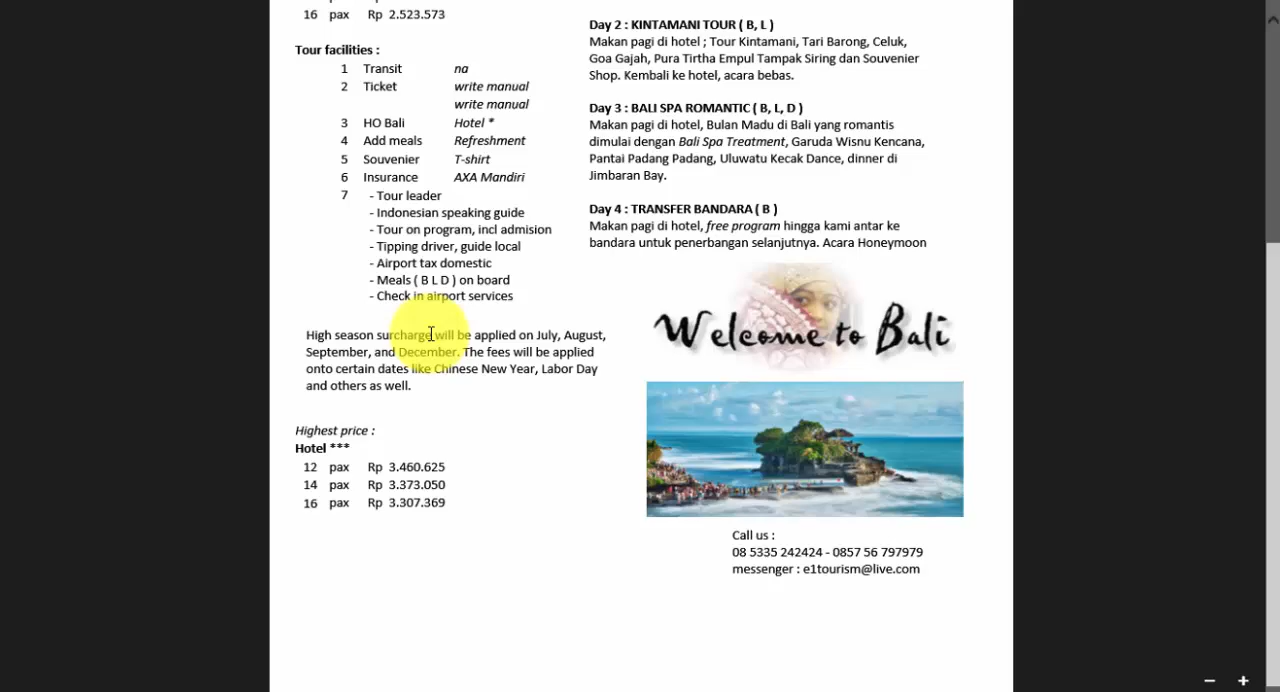 16 pax Rp 2.523.573
Tour facilities :
1 Transit na
2 Ticket write manual
write manual
3 HO Bali Hotel *
4 Add meals Refreshment
5 Souvenier T-shirt
6 Insurance AXA Mandiri
7 - Tour leader
- Indonesian speaking guide
- Tour on program, incl admision
- Tipping driver, guide local
- Airport tax domestic
- Meals ( B L D ) on board
- Check in airport services
High season surcharge will be applied on July, August,
September, and December. The fees will be applied
onto certain dates like Chinese New Year, Labor Day
and others as well.
Highest price :
Hotel ***
12 pax Rp 3.460.625
14 pax Rp 3.373.050
16 pax Rp 3.307.369
Day 2 : KINTAMANI TOUR ( B, L )
Makan pagi di hotel ; Tour Kintamani, Tari Barong, Celuk,
Goa Gajah, Pura Tirtha Empul Tampak Siring dan Souvenier
Shop. Kembali ke hotel, acara bebas.
Day 3 : BALI SPA ROMANTIC ( B, L, D )
Makan pagi di hotel, Bulan Madu di Bali yang romantis
dimulai dengan Bali Spa Treatment, Garuda Wisnu Kencana,
Pantai Padang Padang, Uluwatu Kecak Dance, dinner di
Jimbaran Bay.
Day 4 : TRANSFER BANDARA ( B )
Makan pagi di hotel, free program hingga kami antar ke
bandara untuk penerbangan selanjutnya. Acara Honeymoon
Welcome to Bali
Call us :
08 5335 242424 - 0857 56 797979
messenger : e1tourism@live.com